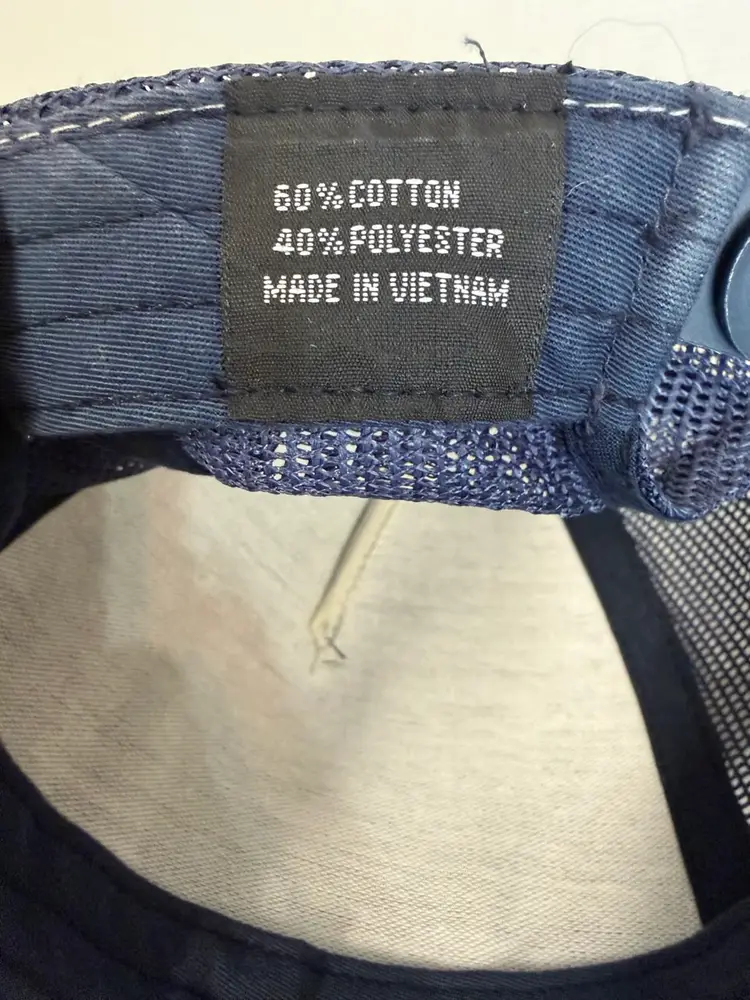 60% COTTON
40% POLYESTER
MADE IN VIETNAM